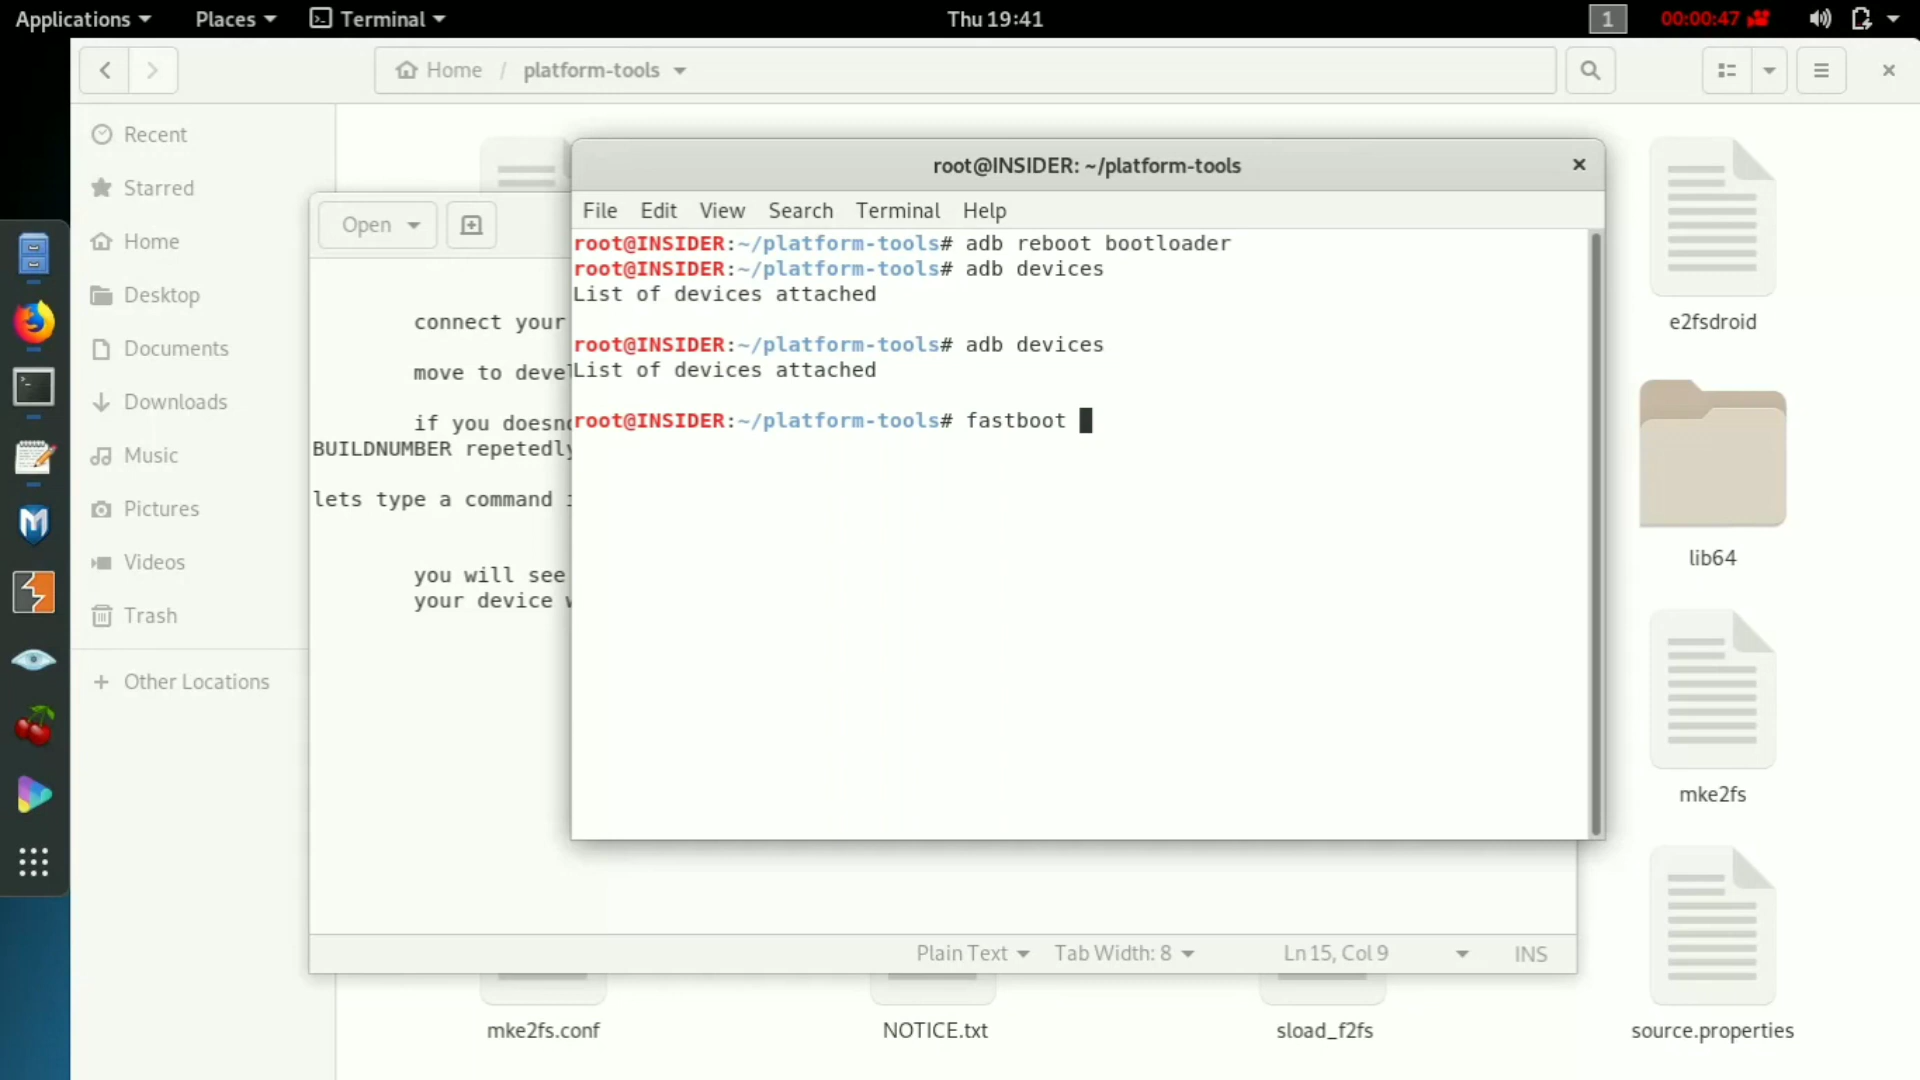 Applications Places Terminal Thu 19:41 1 00:00:47
Home / platform-tools
Recent
Starred
Home
Desktop
Documents
Downloads
Music
Pictures
Videos
Trash
+ Other Locations
Open
connect your
move to deve
if you doesn
BUILDNUMBER repetedly
lets type a command
you will see
your device
Plain Text Tab Width: 8 Ln 15, Col 9 INS
root@INSIDER: ~/platform-tools
File Edit View Search Terminal Help
root@INSIDER:~/platform-tools# adb reboot bootloader
root@INSIDER:~/platform-tools# adb devices
List of devices attached
root@INSIDER:~/platform-tools# adb devices
List of devices attached
root@INSIDER:~/platform-tools# fastboot
e2fsdroid
lib64
mke2fs
mke2fs.conf NOTICE.txt sload_f2fs source.properties